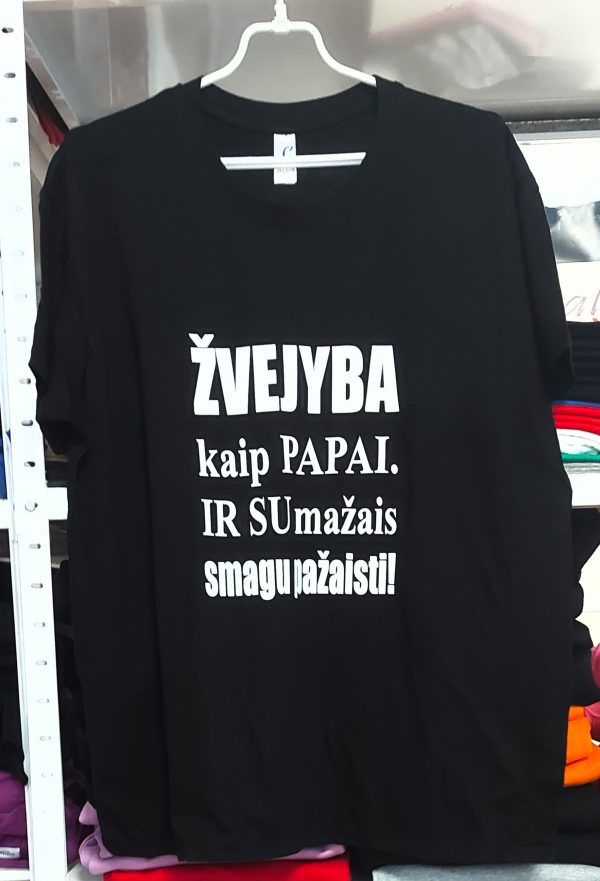 ŽVEJYBA
kaip PAPAI.
IR SUmažais
smagu pažaisti!